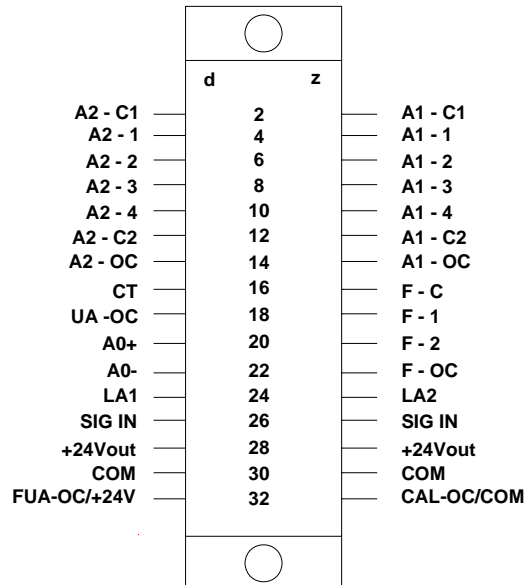 d z
A2 - C1 2 A1 - C1
A2 - 1 4 A1 - 1
A2 - 2 6 A1 - 2
A2 - 3 8 A1 - 3
A2 - 4 10 A1 - 4
A2 - C2 12 A1 - C2
A2 - OC 14 A1 - OC
CT 16 F - C
UA -OC 18 F - 1
A0+ 20 F - 2
A0- 22 F - OC
LA1 24 LA2
SIG IN 26 SIG IN
+24Vout 28 +24Vout
COM 30 COM
FUA-OC/+24V 32 CAL-OC/COM